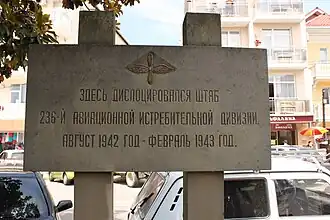 ЗДЕСЬ ДИСЛОЦИРОВАЛСЯ ШТАБ
236-Й АВИАЦИОННОЙ ИСТРЕБИТЕЛЬНОЙ ДИВИЗИИ.
АВГУСТ 1942 ГОД - ФЕВРАЛЬ 1943 ГОД.